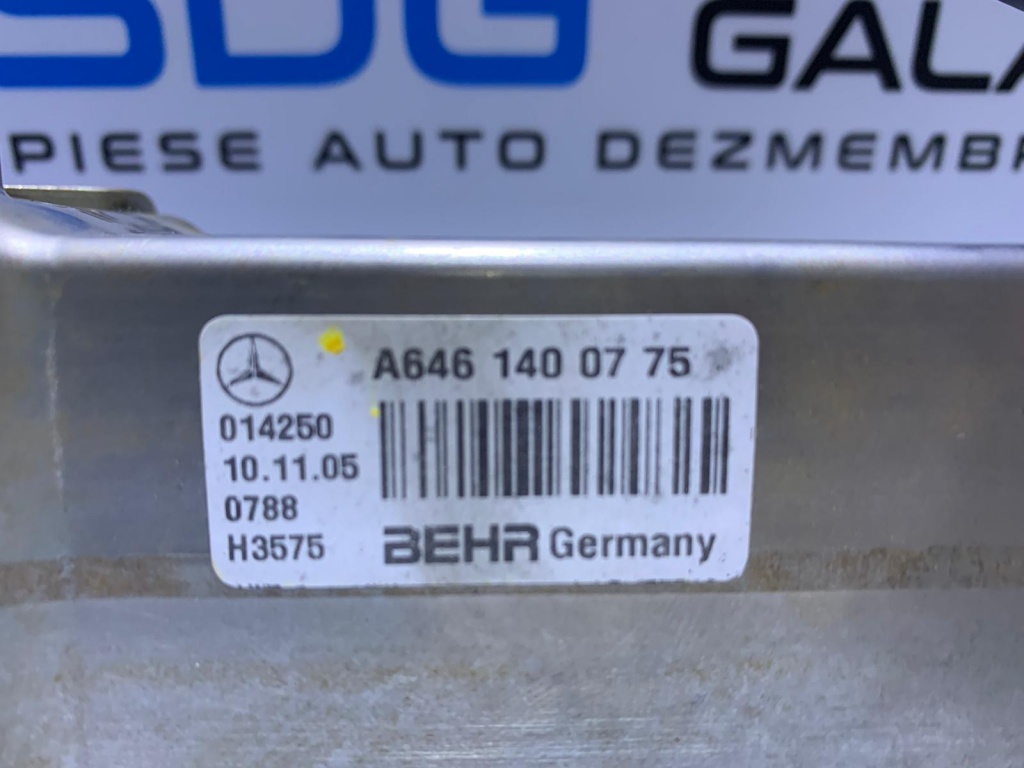 SDG GALA
PIESE AUTO DEZMEMBR
A646 140 07 75
014250
10.11.05
0788
H3575
BEHR Germany